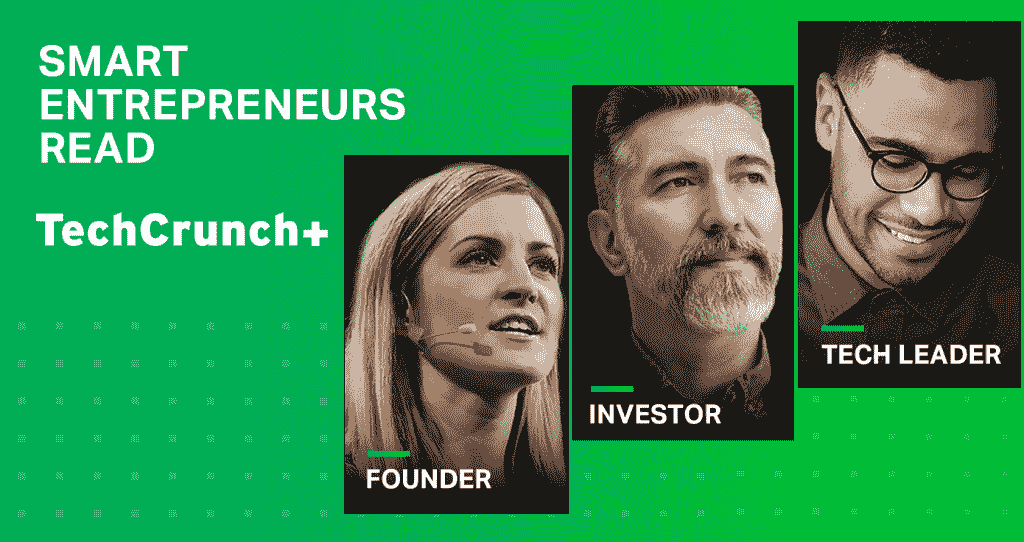 SMART
ENTREPRENEURS
READ
TechCrunch+
FOUNDER
INVESTOR
TECH LEADER